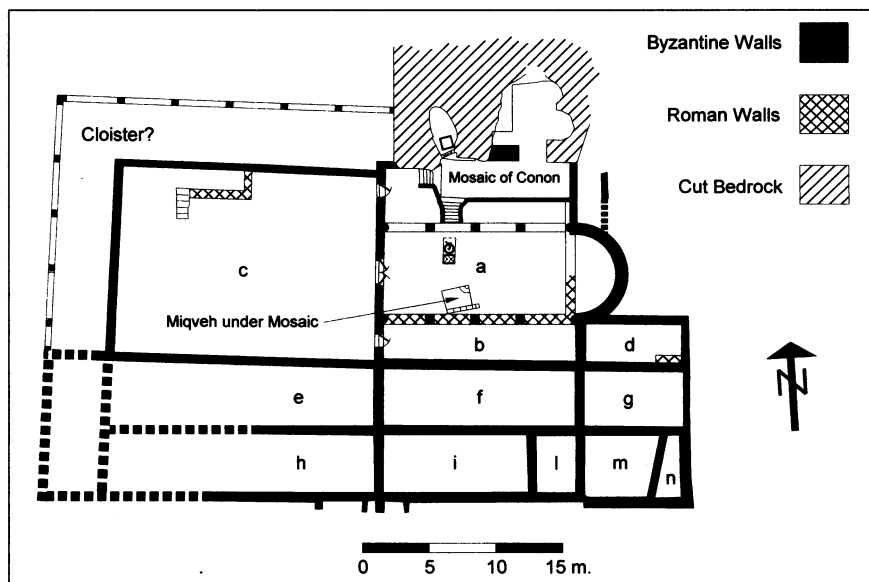 Byzantine Walls
Roman Walls
Cut Bedrock
Cloister?
Mosaic of Conon
c
a
Miqveh under Mosaic
b
d
e
f
g
N
h
i
l
m
n
0 5 10 15 m.